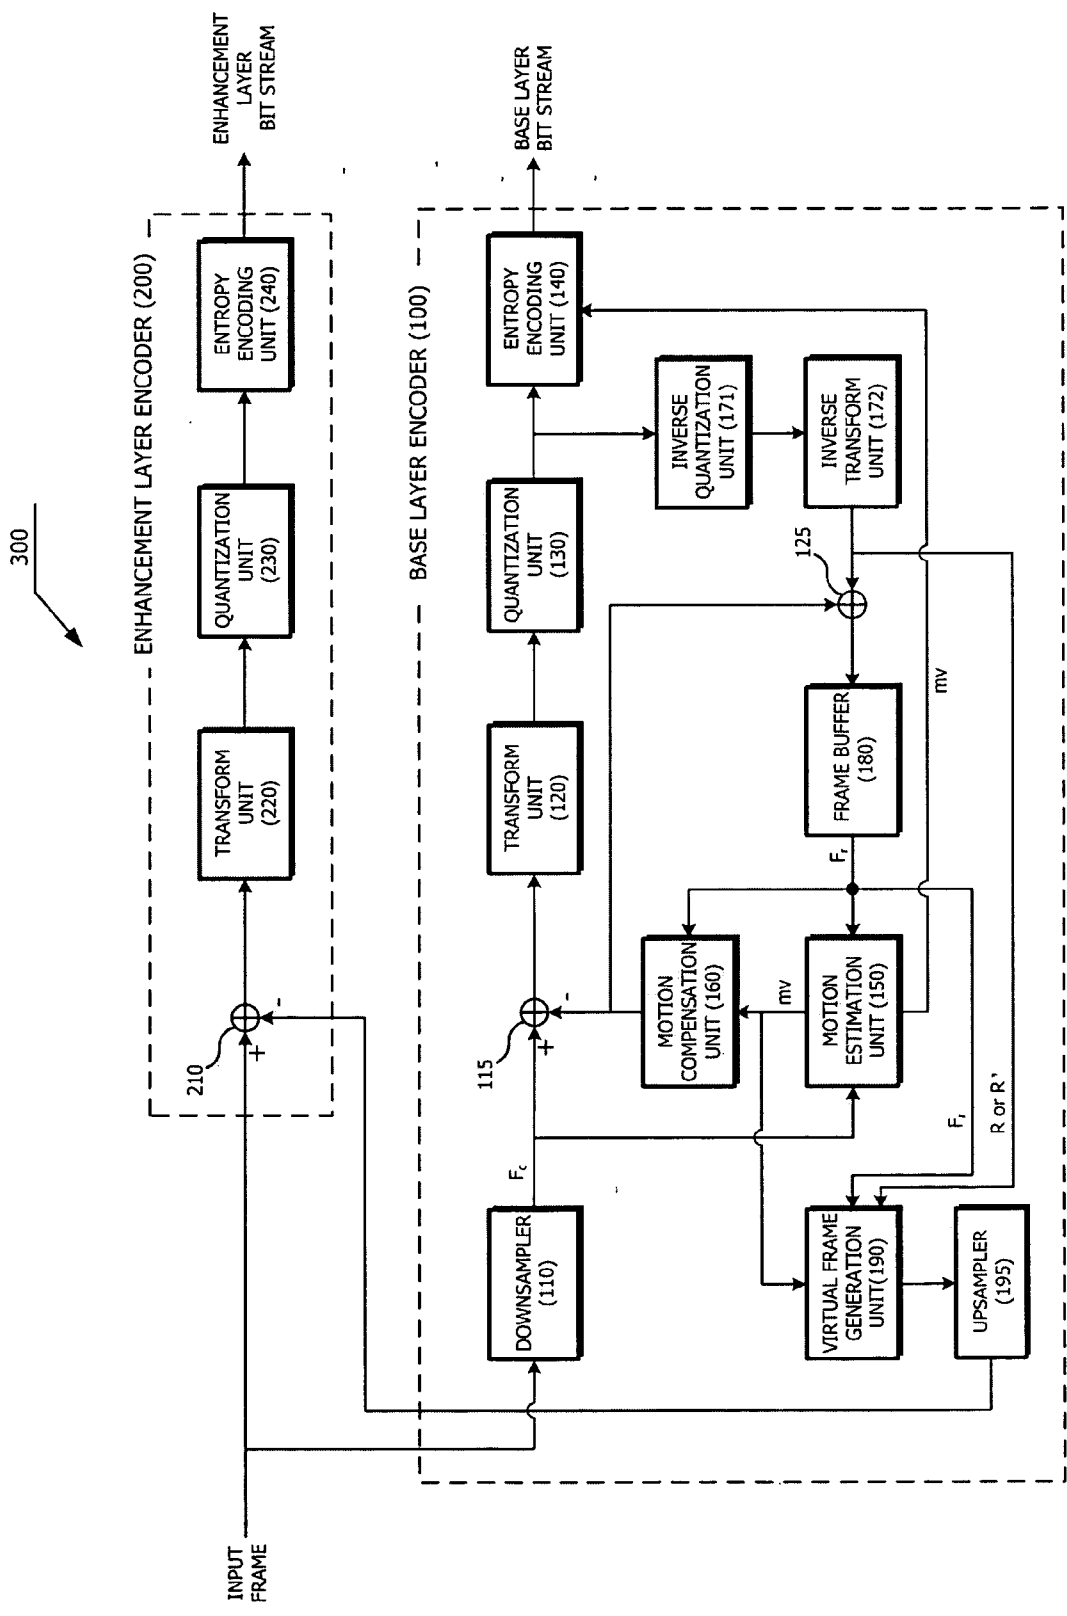 300
ENHANCEMENT LAYER ENCODER (200)
INPUT
FRAME
210
+
-
TRANSFORM
UNIT
(220)
QUANTIZATION
UNIT
(230)
ENTROPY
ENCODING
UNIT (240)
ENHANCEMENT
LAYER
BIT STREAM
BASE LAYER ENCODER (100)
DOWNSAMPLER
(110)
Fc
115
+
-
TRANSFORM
UNIT
(120)
QUANTIZATION
UNIT
(130)
ENTROPY
ENCODING
UNIT (140)
BASE LAYER
BIT STREAM
MOTION
COMPENSATION
UNIT (160)
INVERSE
QUANTIZATION
UNIT (171)
mv
125
VIRTUAL FRAME
GENERATION
UNIT(190)
MOTION
ESTIMATION
UNIT (150)
Fr
FRAME BUFFER
(180)
INVERSE
TRANSFORM
UNIT (172)
mv
Fr
UPSAMPLER
(195)
R or R'